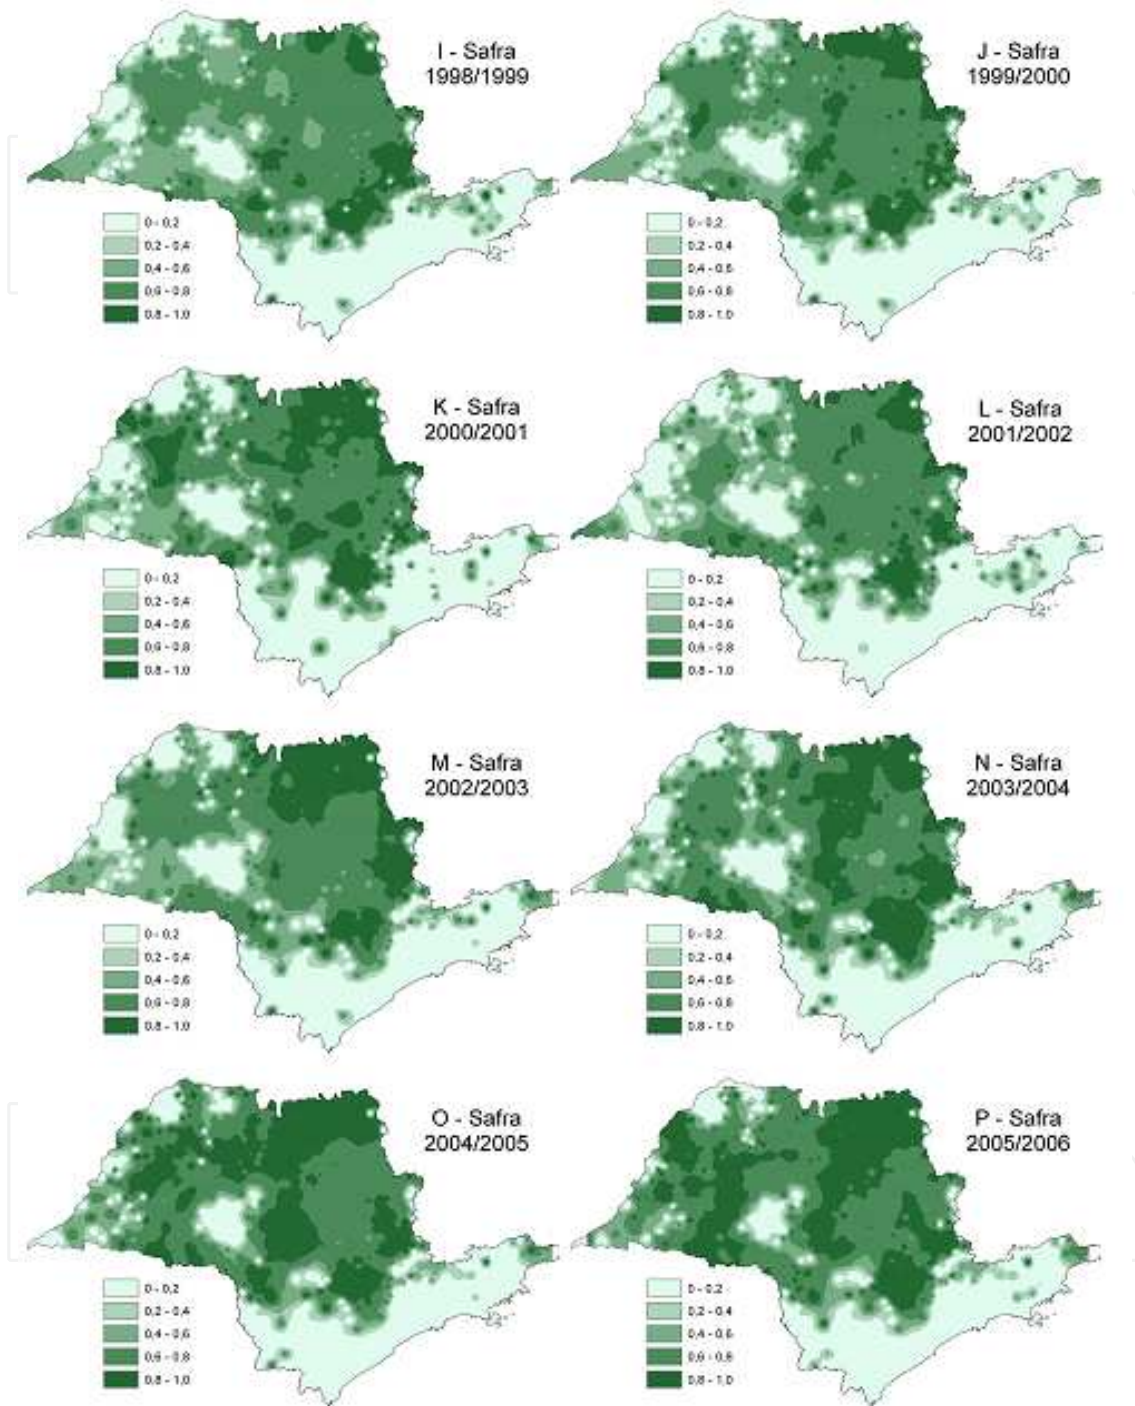 I - Safra
1998/1999
0 - 0,2
0,2 - 0,4
0,4 - 0,6
0,6 - 0,8
0,8 - 1,0
J - Safra
1999/2000
0 - 0,2
0,2 - 0,4
0,4 - 0,6
0,6 - 0,8
0,8 - 1,0
K - Safra
2000/2001
0 - 0,2
0,2 - 0,4
0,4 - 0,6
0,6 - 0,8
0,8 - 1,0
L - Safra
2001/2002
0 - 0,2
0,2 - 0,4
0,4 - 0,6
0,6 - 0,8
0,8 - 1,0
M - Safra
2002/2003
0 - 0,2
0,2 - 0,4
0,4 - 0,6
0,6 - 0,8
0,8 - 1,0
N - Safra
2003/2004
0 - 0,2
0,2 - 0,4
0,4 - 0,6
0,6 - 0,8
0,8 - 1,0
O - Safra
2004/2005
0 - 0,2
0,2 - 0,4
0,4 - 0,6
0,6 - 0,8
0,8 - 1,0
P - Safra
2005/2006
0 - 0,2
0,2 - 0,4
0,4 - 0,6
0,6 - 0,8
0,8 - 1,0